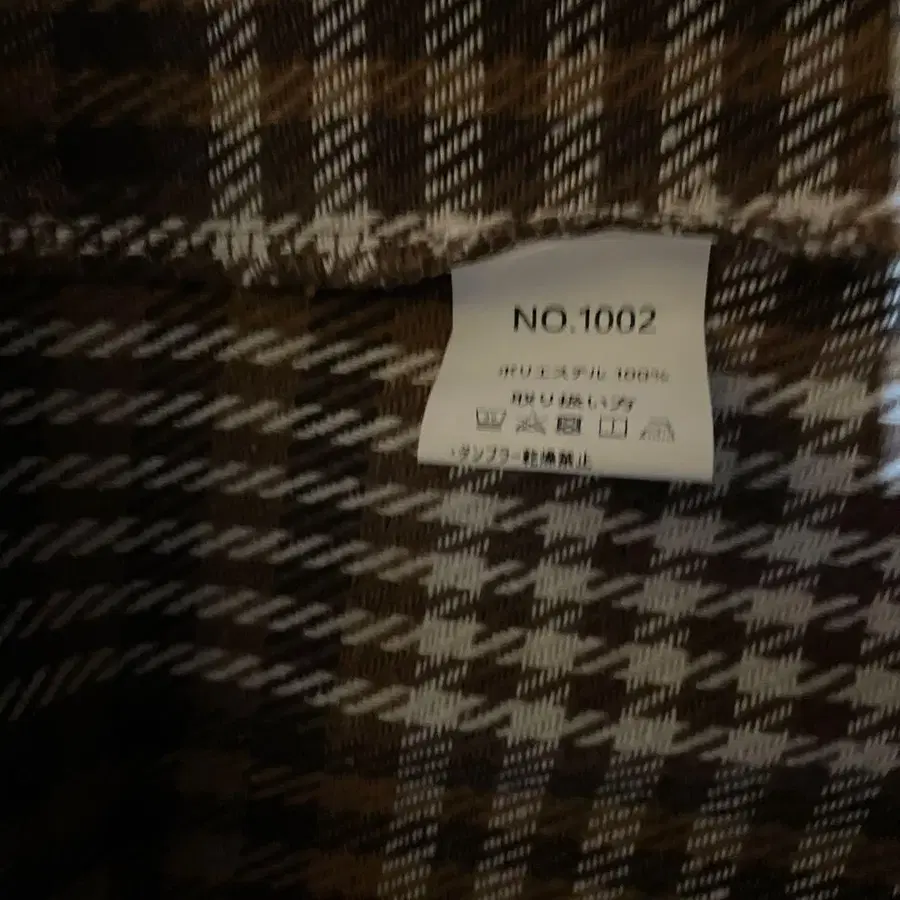 NO.1002
ポリエステル 100%
取り扱い方
・タンブラー乾燥禁止